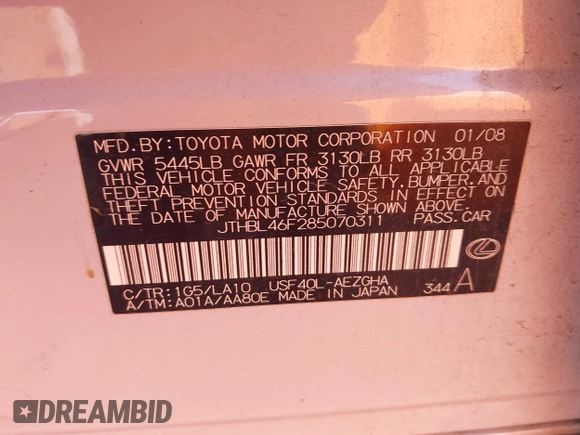 MFD. BY: TOYOTA MOTOR CORPORATION 01/08
GVWR 5445LB GAWR FR 3130LB RR 3130LB
THIS VEHICLE CONFORMS TO ALL APPLICABLE
FEDERAL MOTOR VEHICLE SAFETY, BUMPER, AND
THEFT PREVENTION STANDARDS IN EFFECT ON
THE DATE OF MANUFACTURE SHOWN ABOVE.
JTHBL46F285070311 PASS. CAR
C/TR: 1G5/LA10 USF40L-AEZGHA
A/TM: A01A/AA80E MADE IN JAPAN 344 A
DREAMBID